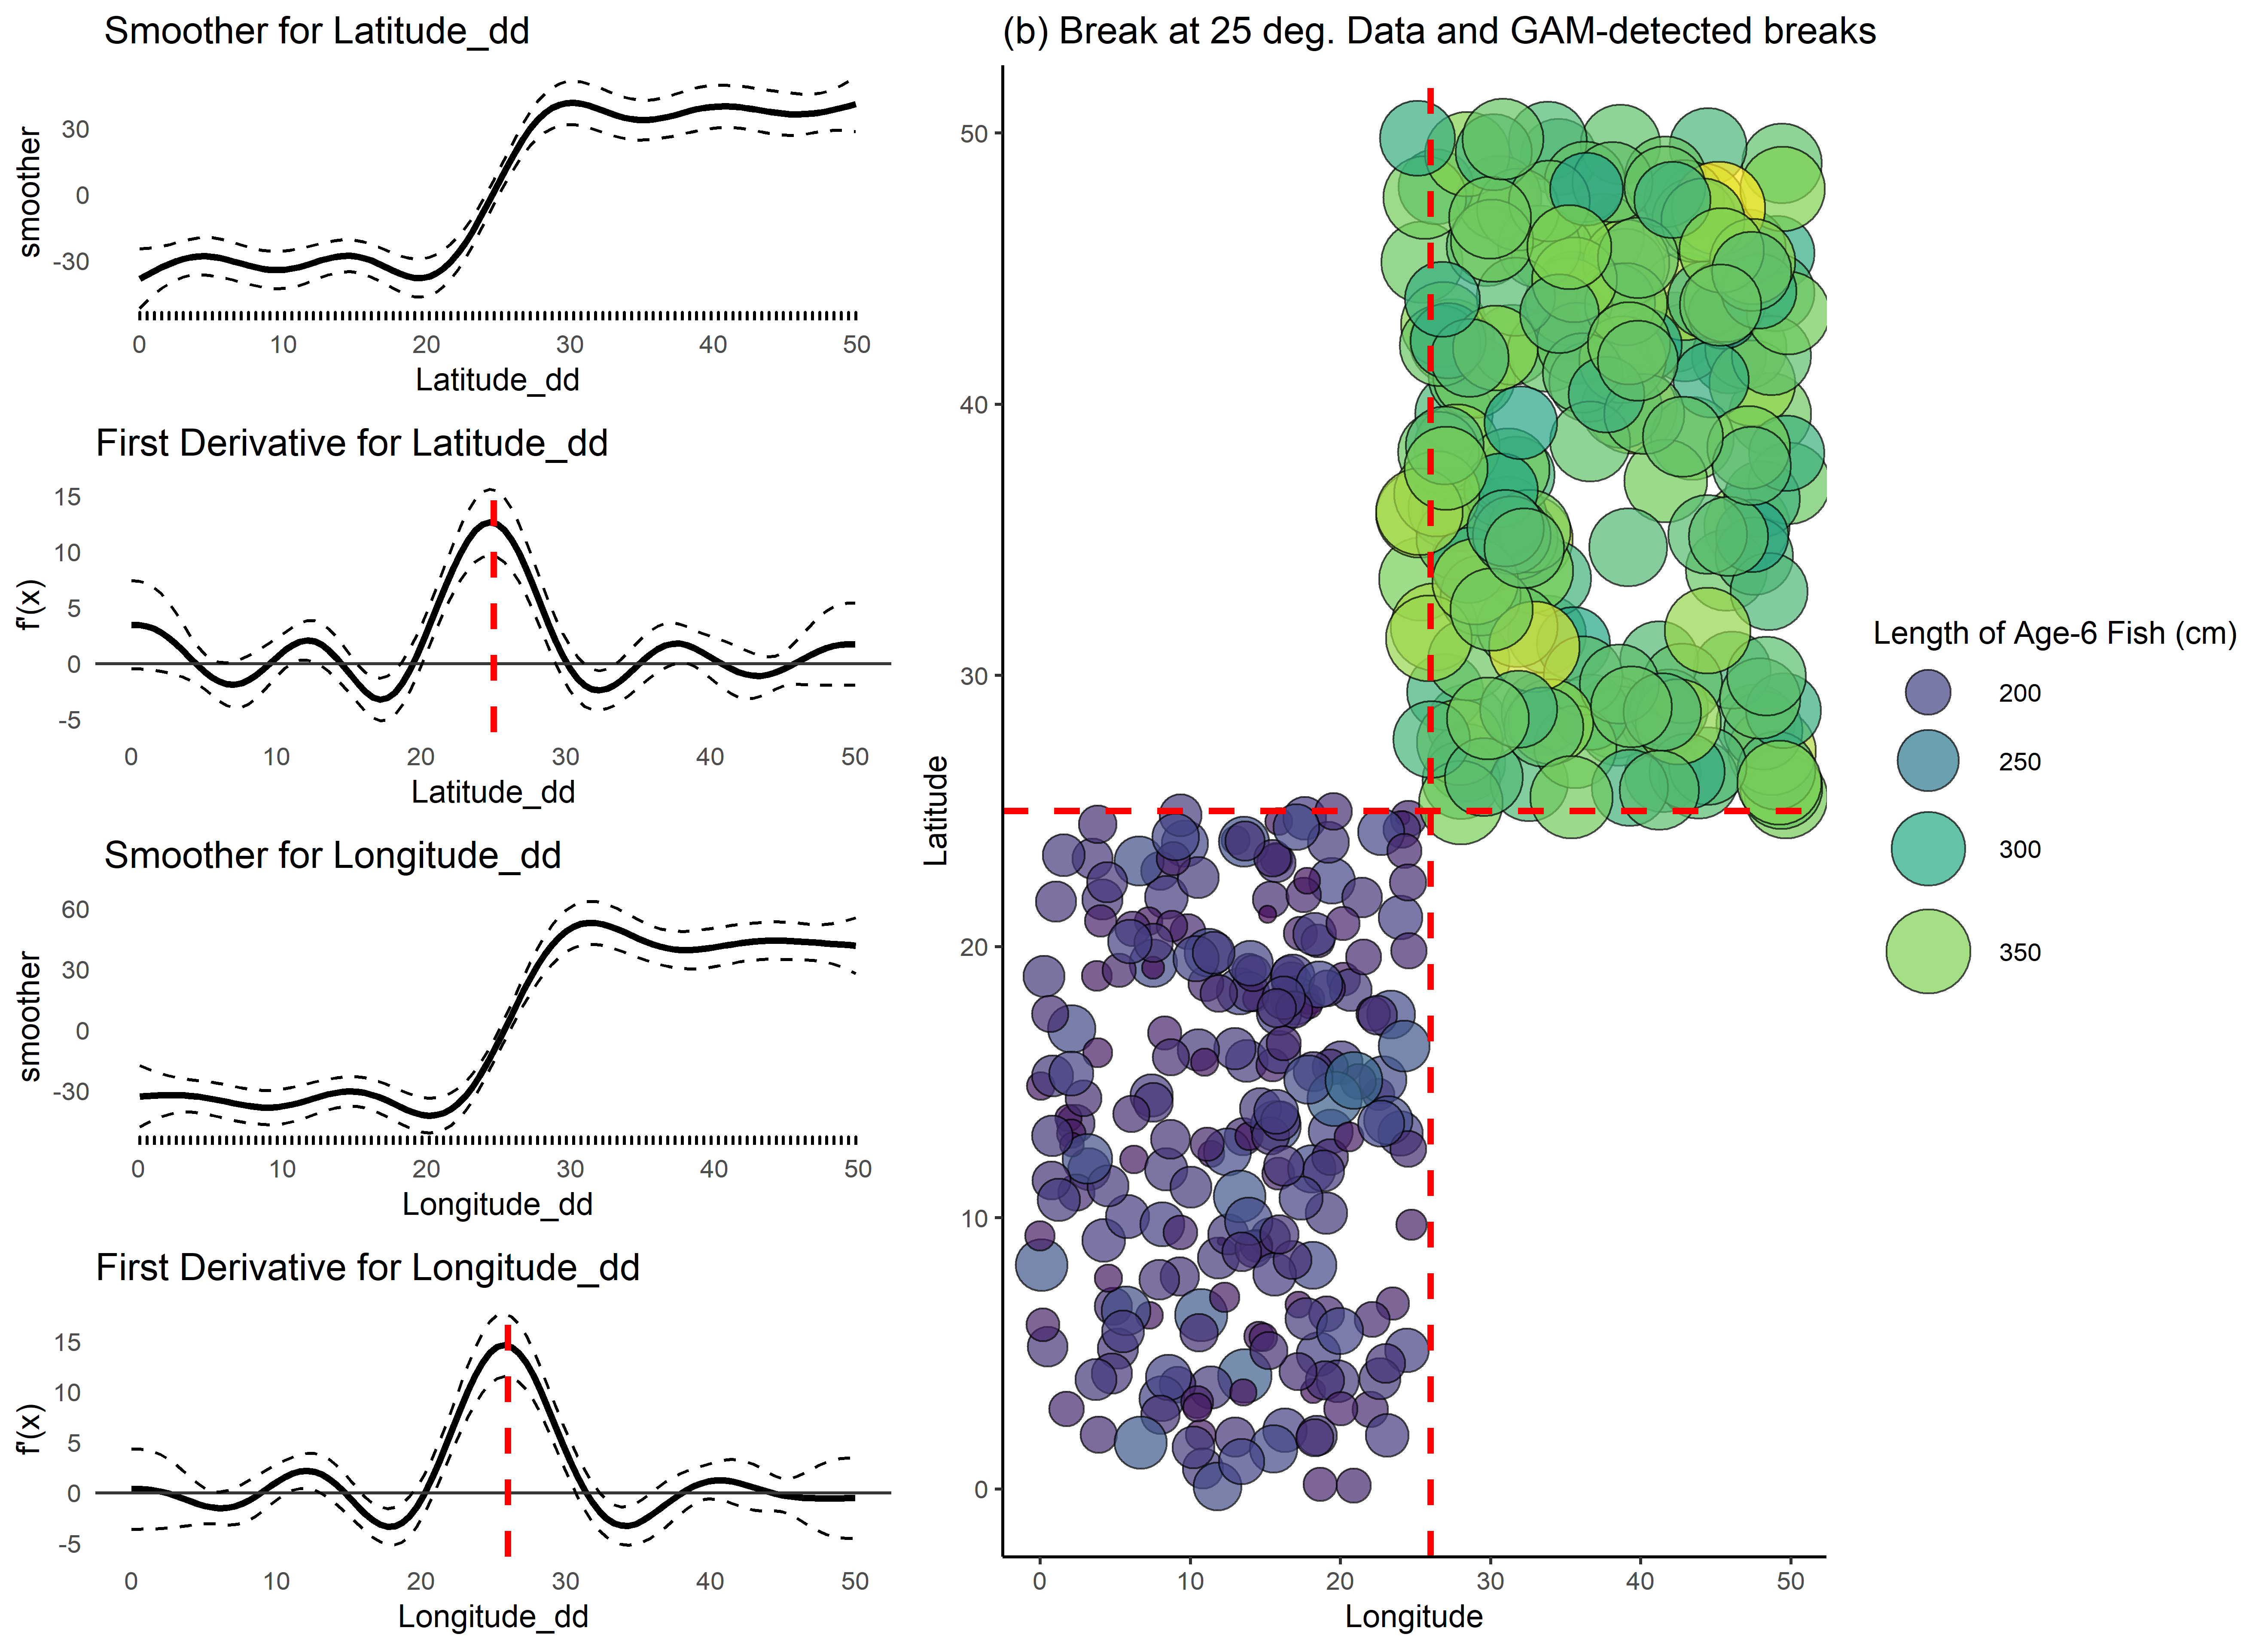 Smoother for Latitude_dd
smoother
30
0
-30
0 10 20 30 40 50
Latitude_dd
First Derivative for Latitude_dd
f'(x)
15
10
5
0
-5
0 10 20 30 40 50
Latitude_dd
Smoother for Longitude_dd
smoother
60
30
0
-30
0 10 20 30 40 50
Longitude_dd
First Derivative for Longitude_dd
f'(x)
15
10
5
0
-5
0 10 20 30 40 50
Longitude_dd
(b) Break at 25 deg. Data and GAM-detected breaks
Latitude
50
40
30
20
10
0
0 10 20 30 40 50
Longitude
Length of Age-6 Fish (cm)
200
250
300
350